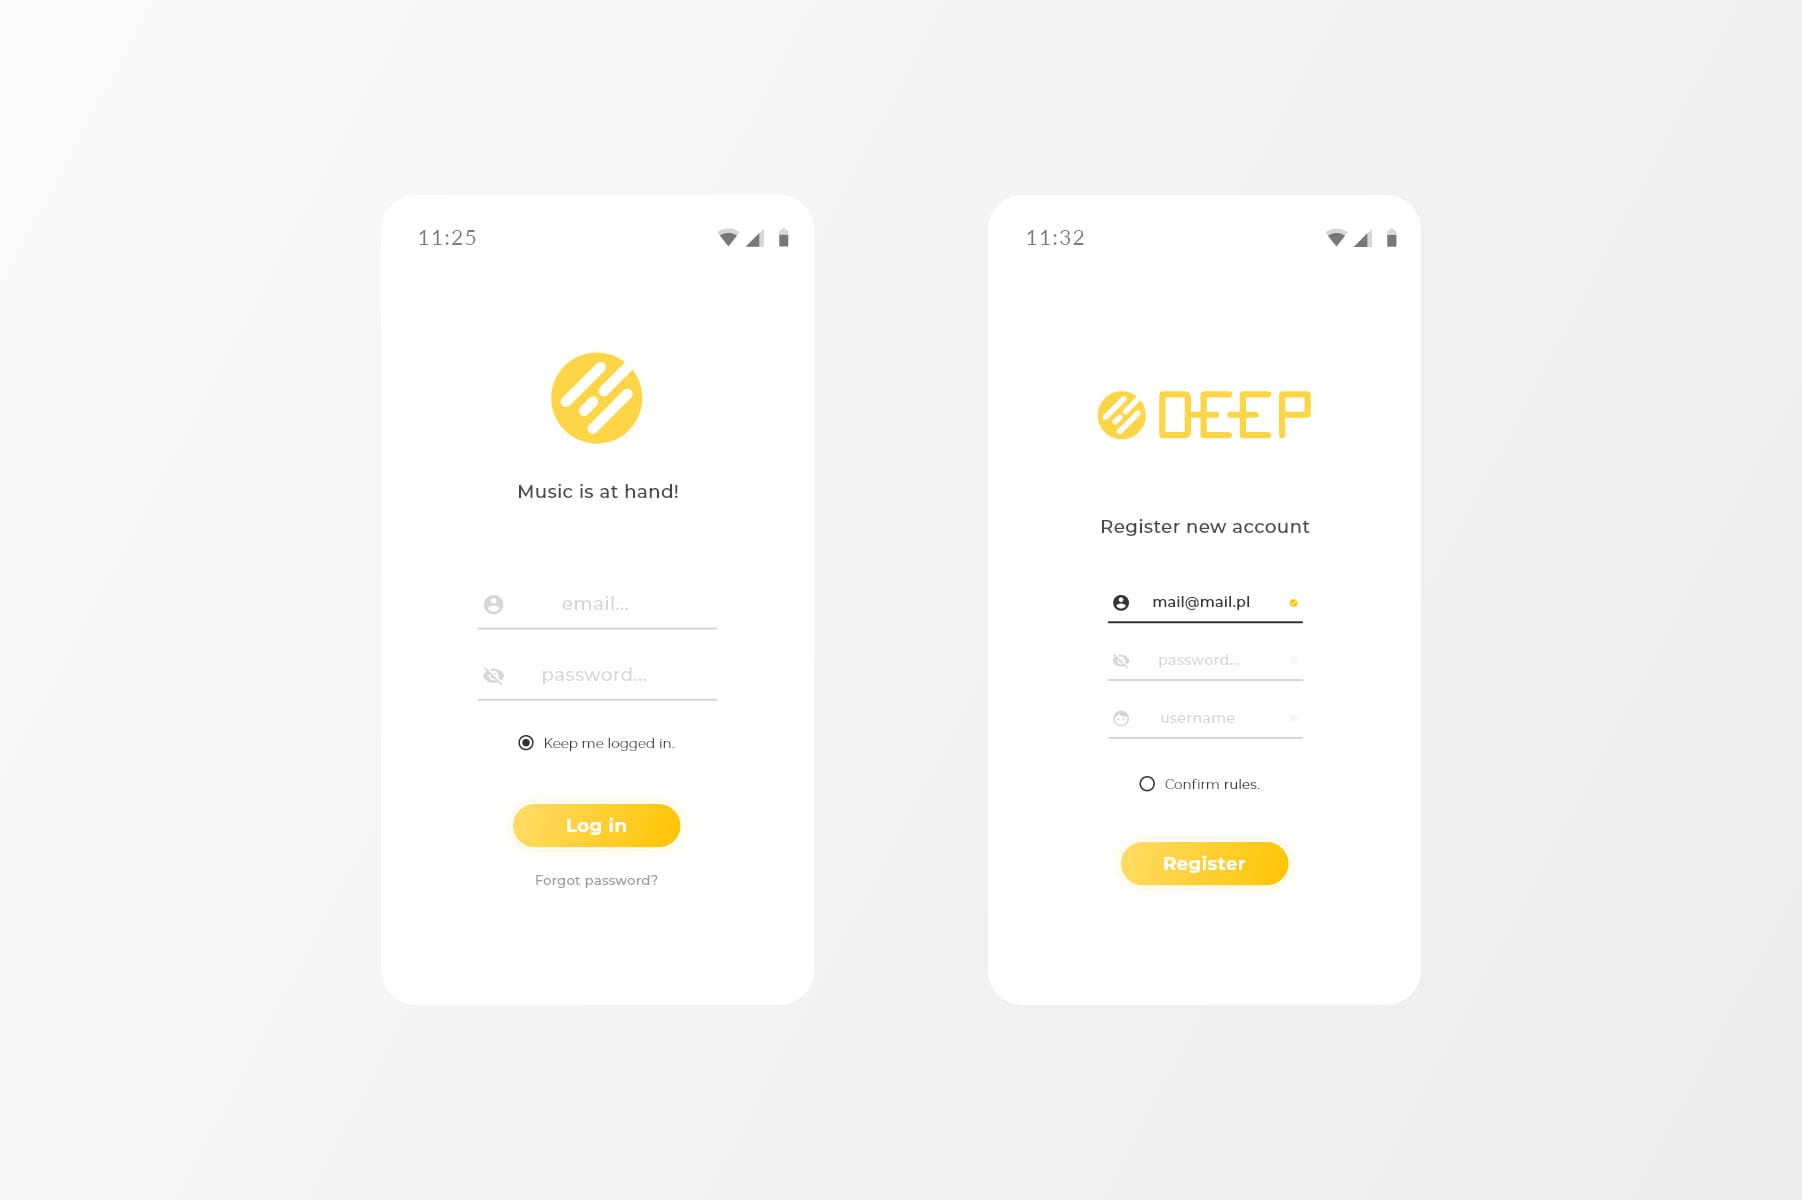 11:25
Music is at hand!
email...
password...
Keep me logged in.
Log in
Forgot password?
11:32
DEEP
Register new account
mail@mail.pl
password...
username
Confirm rules.
Register